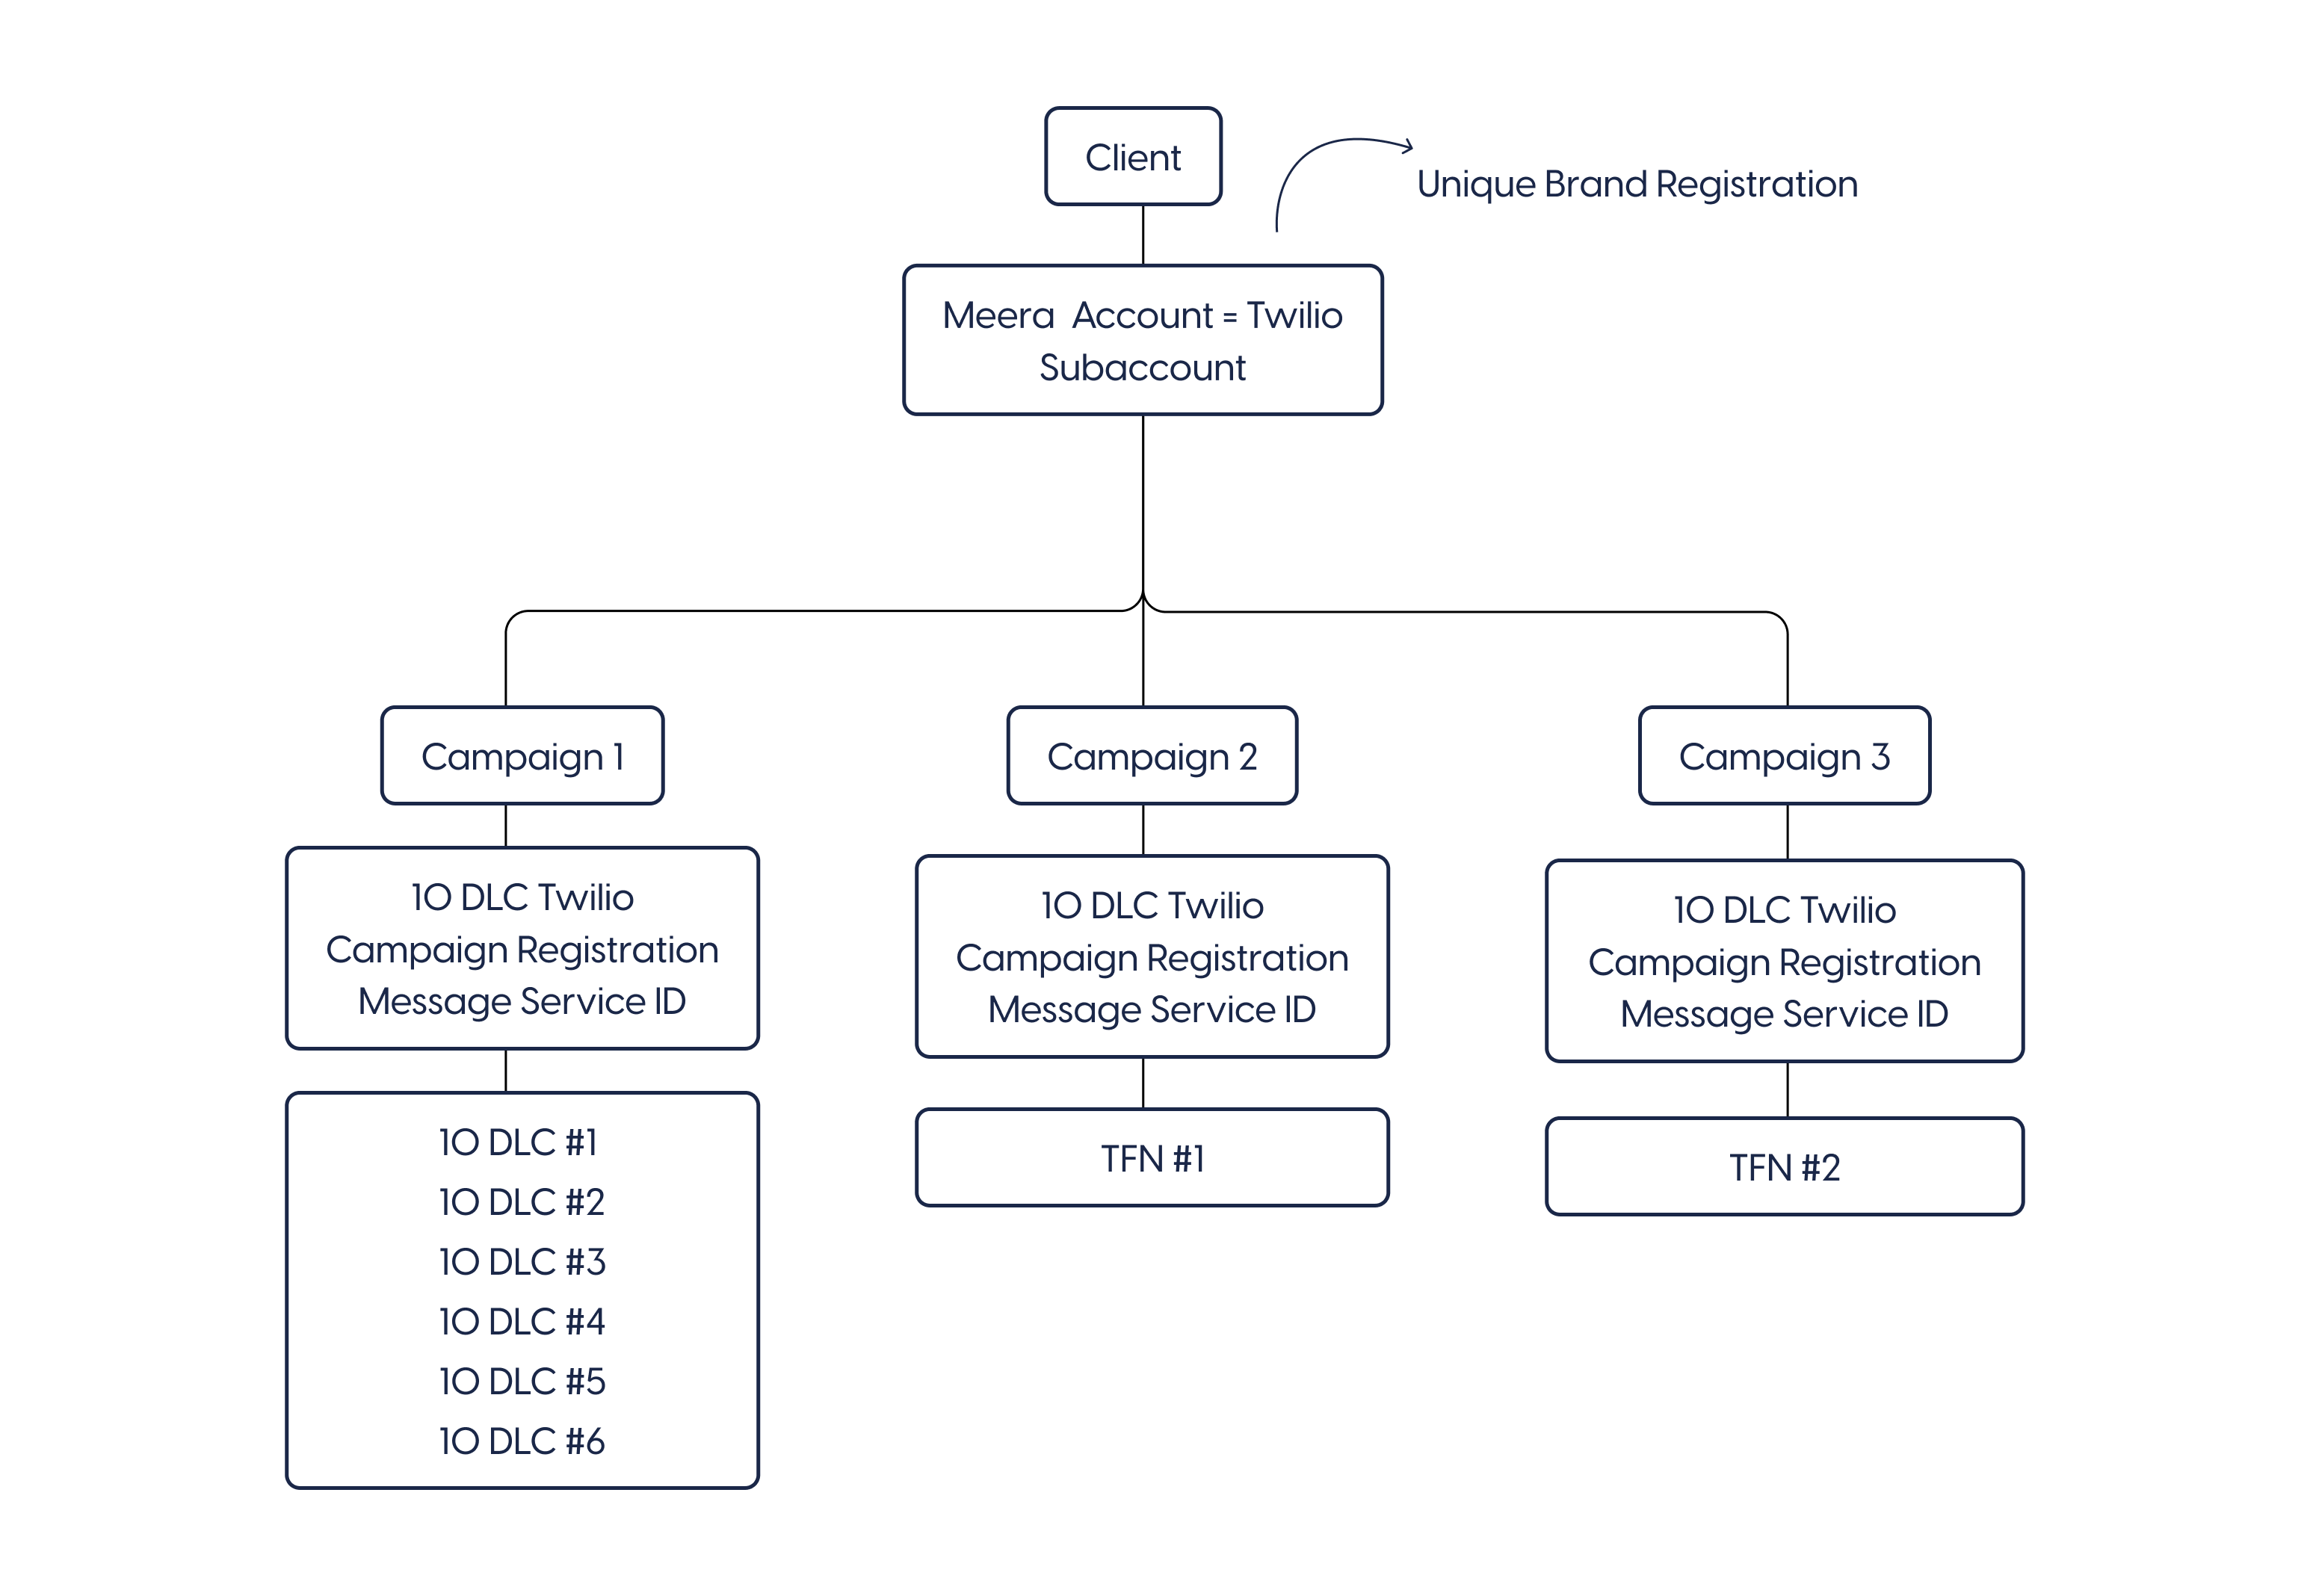 Client
Unique Brand Registration
Meera  Account = Twilio
Subaccount
Campaign 1
Campaign 2
Campaign 3
10 DLC Twilio
Campaign Registration
Message Service ID
10 DLC Twilio
Campaign Registration
Message Service ID
10 DLC Twilio
Campaign Registration
Message Service ID
10 DLC #1
10 DLC #2
10 DLC #3
10 DLC #4
10 DLC #5
10 DLC #6
TFN #1
TFN #2